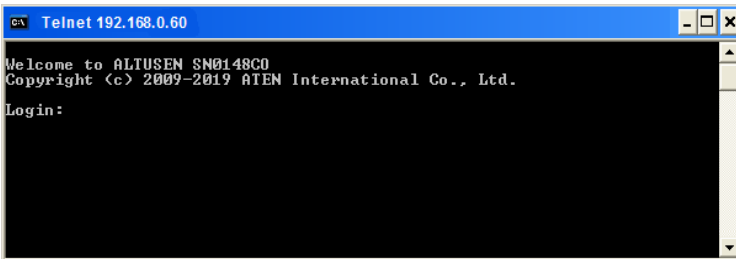 Telnet 192.168.0.60
Welcome to ALTUSEN SN0148CO
Copyright (c) 2009-2019 ATEN International Co., Ltd.
Login: